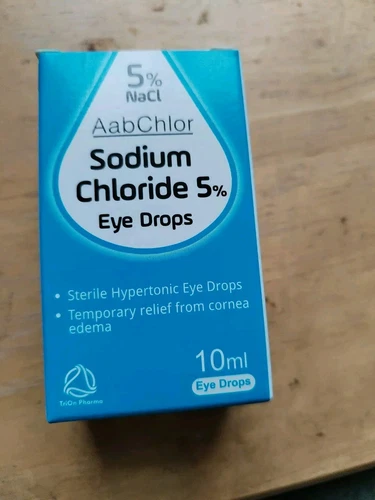 5%
NaCl
AabChlor
Sodium
Chloride 5%
Eye Drops
• Sterile Hypertonic Eye Drops
• Temporary relief from cornea
edema
10ml
Eye Drops
TriOn Pharma